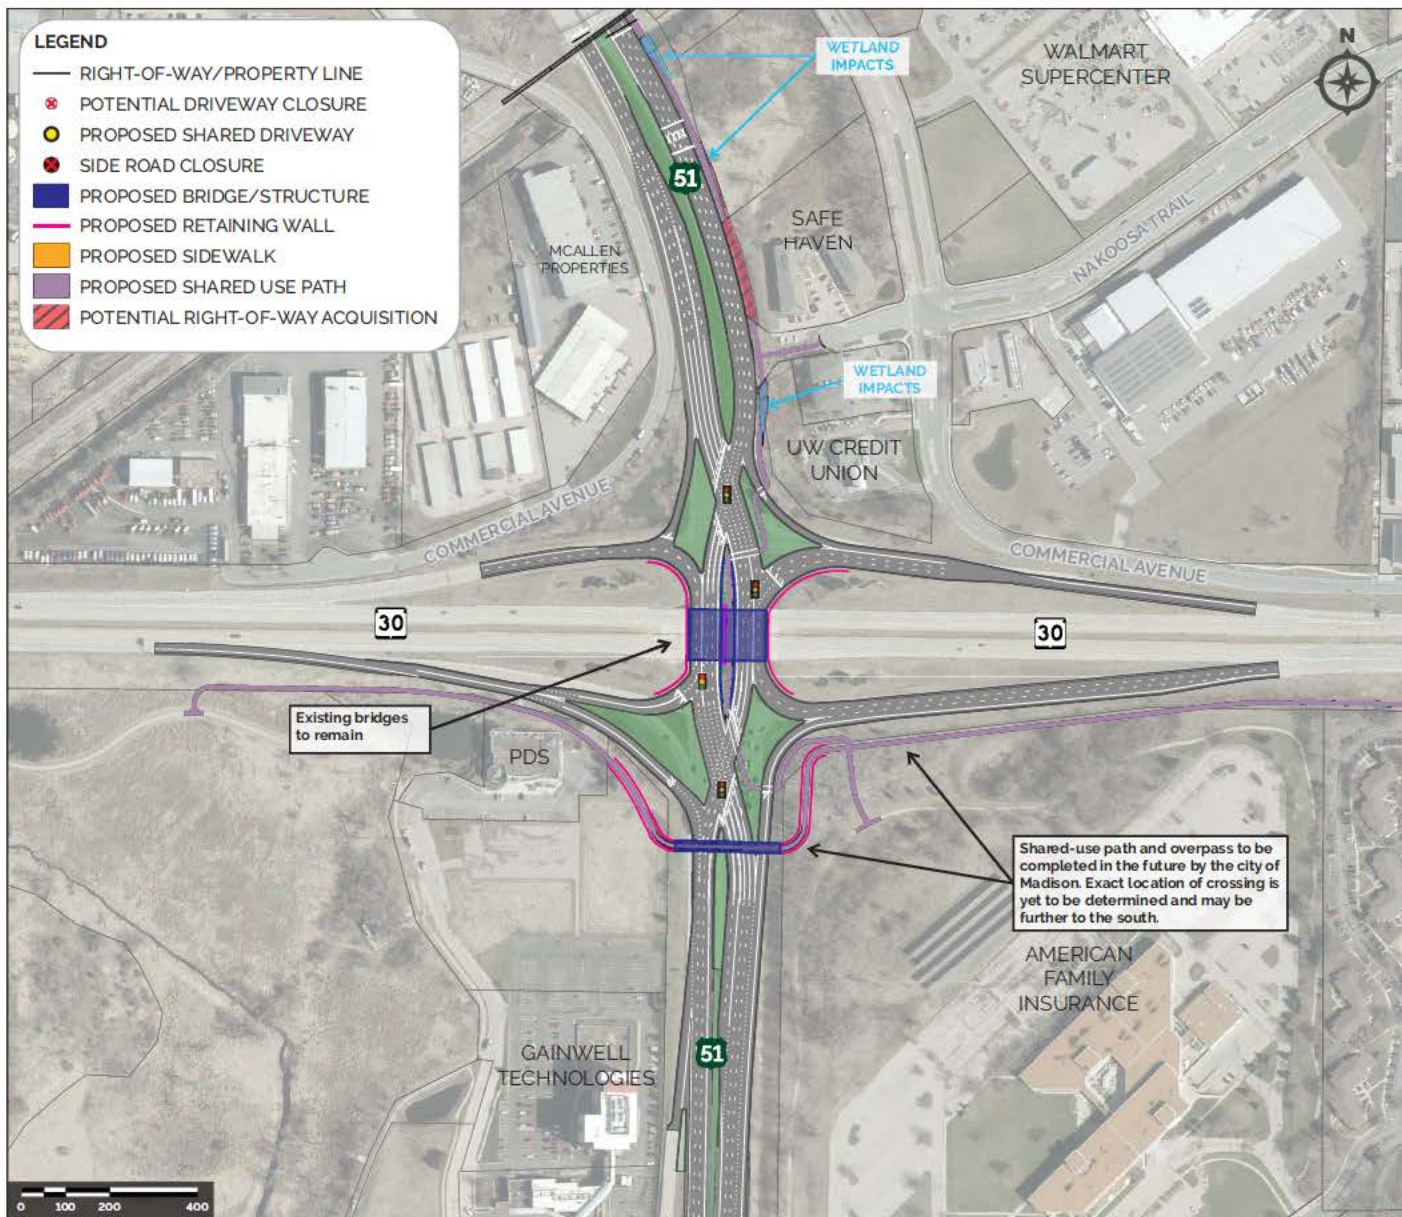 LEGEND
RIGHT-OF-WAY/PROPERTY LINE
POTENTIAL DRIVEWAY CLOSURE
PROPOSED SHARED DRIVEWAY
SIDE ROAD CLOSURE
PROPOSED BRIDGE/STRUCTURE
PROPOSED RETAINING WALL
PROPOSED SIDEWALK
PROPOSED SHARED USE PATH
POTENTIAL RIGHT-OF-WAY ACQUISITION
WETLAND
IMPACTS
WALMART
SUPERCENTER
N
51
SAFE
HAVEN
NAKOOSA TRAIL
MCALLEN
PROPERTIES
WETLAND
IMPACTS
UW CREDIT
UNION
COMMERCIAL AVENUE
COMMERCIAL AVENUE
30
30
Existing bridges
to remain
PDS
Shared-use path and overpass to be
completed in the future by the city of
Madison. Exact location of crossing is
yet to be determined and may be
further to the south.
AMERICAN
FAMILY
INSURANCE
51
GAINWELL
TECHNOLOGIES
0 100 200 400